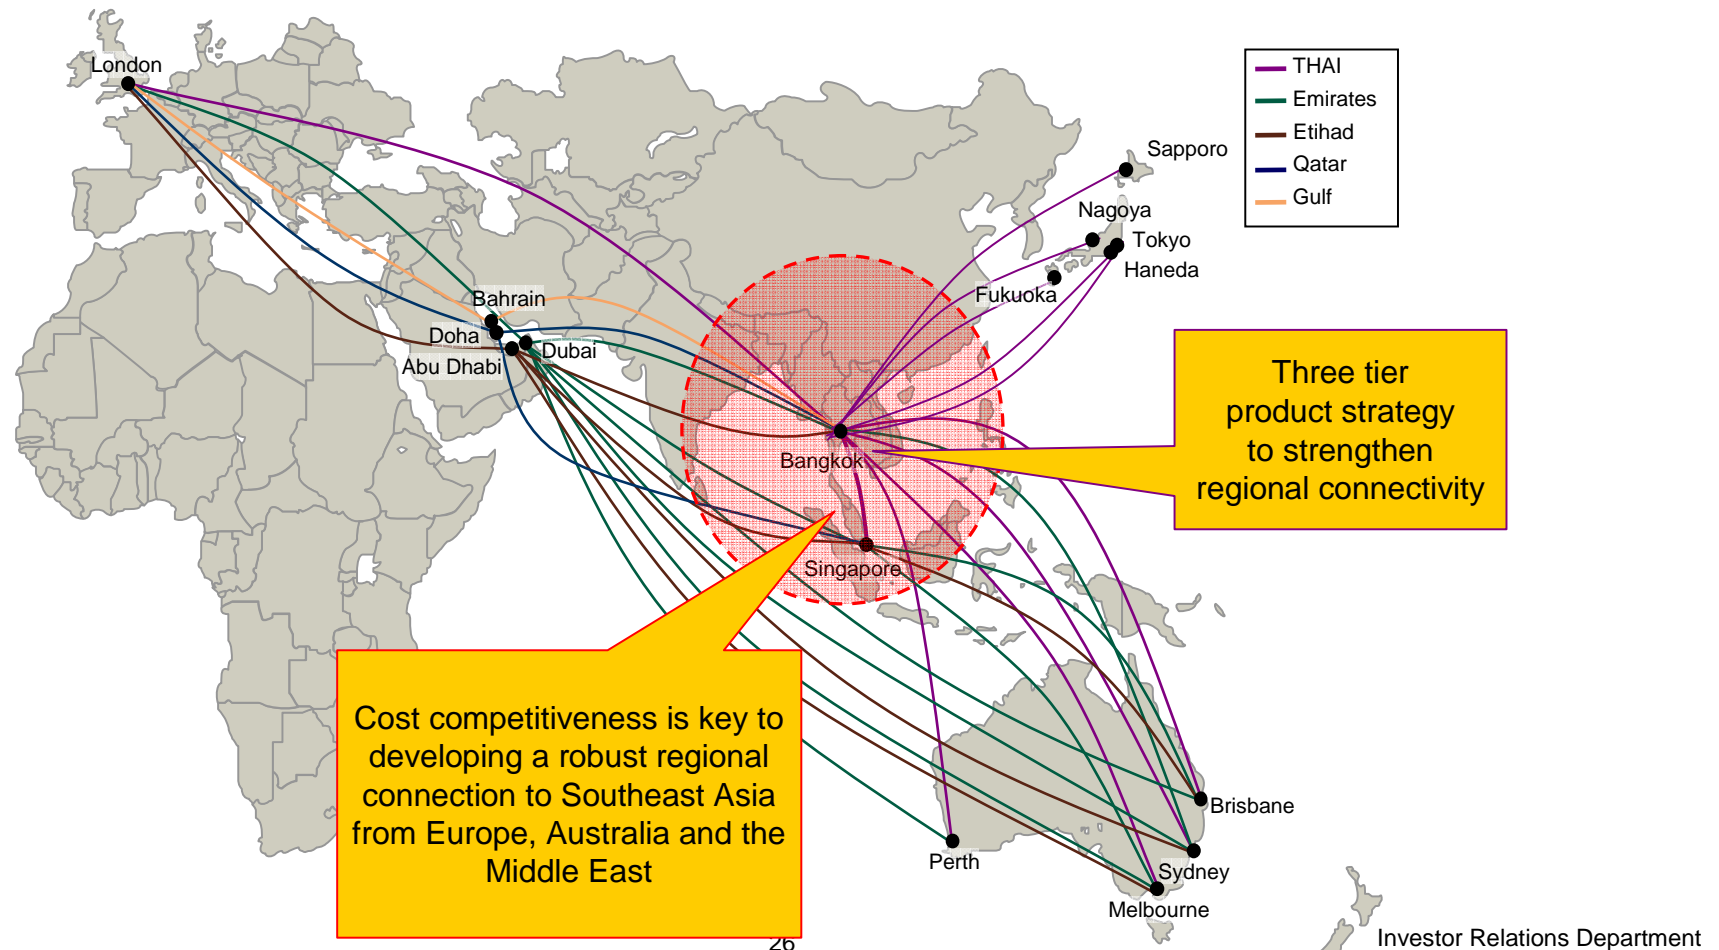 London
THAI
Emirates
Etihad
Qatar
Gulf
Sapporo
Nagoya
Tokyo
Haneda
Fukuoka
Bahrain
Doha
Dubai
Abu Dhabi
Three tier
product strategy
to strengthen
regional connectivity
Bangkok
Singapore
Cost competitiveness is key to
developing a robust regional
connection to Southeast Asia
from Europe, Australia and the
Middle East
Brisbane
Perth
Sydney
Melbourne
26
Investor Relations Department